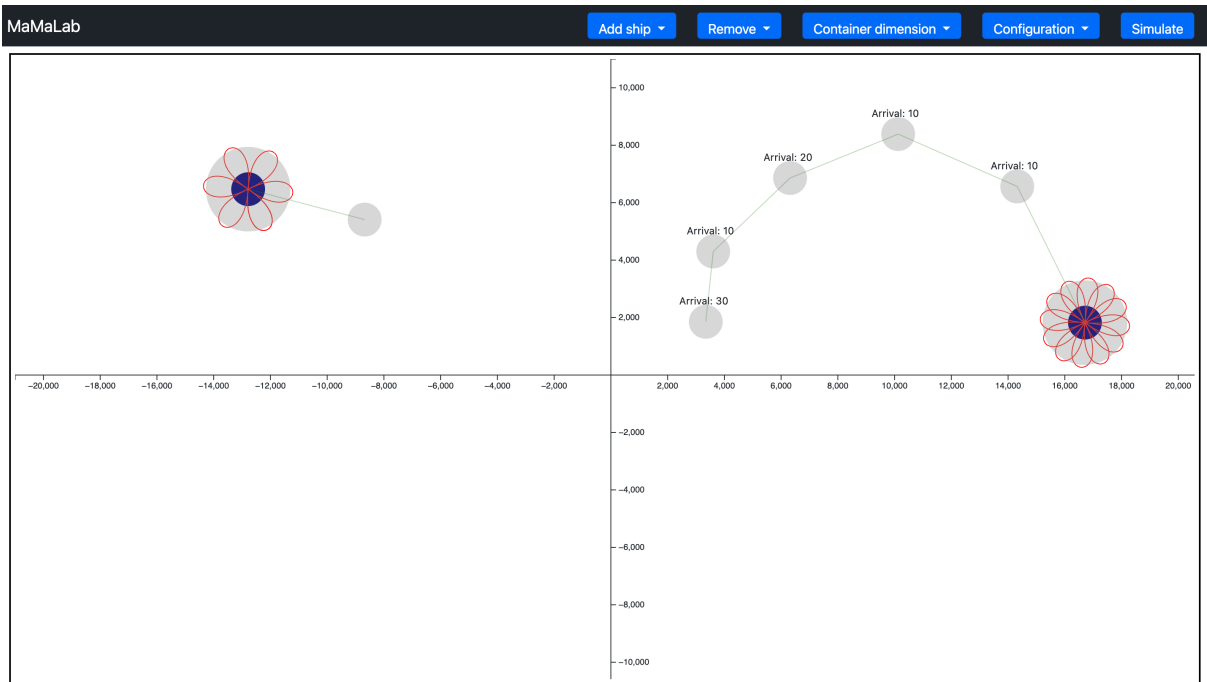 MaMaLab
Add ship
Remove
Container dimension
Configuration
Simulate
10,000
8,000
6,000
4,000
2,000
−2,000
−4,000
−6,000
−8,000
−10,000
−20,000 −18,000 −16,000 −14,000 −12,000 −10,000 −8,000 −6,000 −4,000 −2,000 2,000 4,000 6,000 8,000 10,000 12,000 14,000 16,000 18,000 20,000
Arrival: 10
Arrival: 20
Arrival: 10
Arrival: 10
Arrival: 30